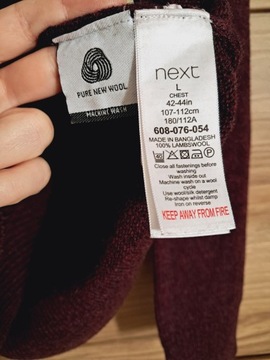 PURE NEW WOOL
MACHINE WASH
next
L
CHEST
42-44in
107-112cm
180/112A
608-076-054
MADE IN BANGLADESH
100% LAMBSWOOL
40
Close all fastenings before
washing
Wash inside out
Machine wash on a wool
cycle
Use wool/silk detergent
Re-shape whilst damp
Iron on reverse
KEEP AWAY FROM FIRE